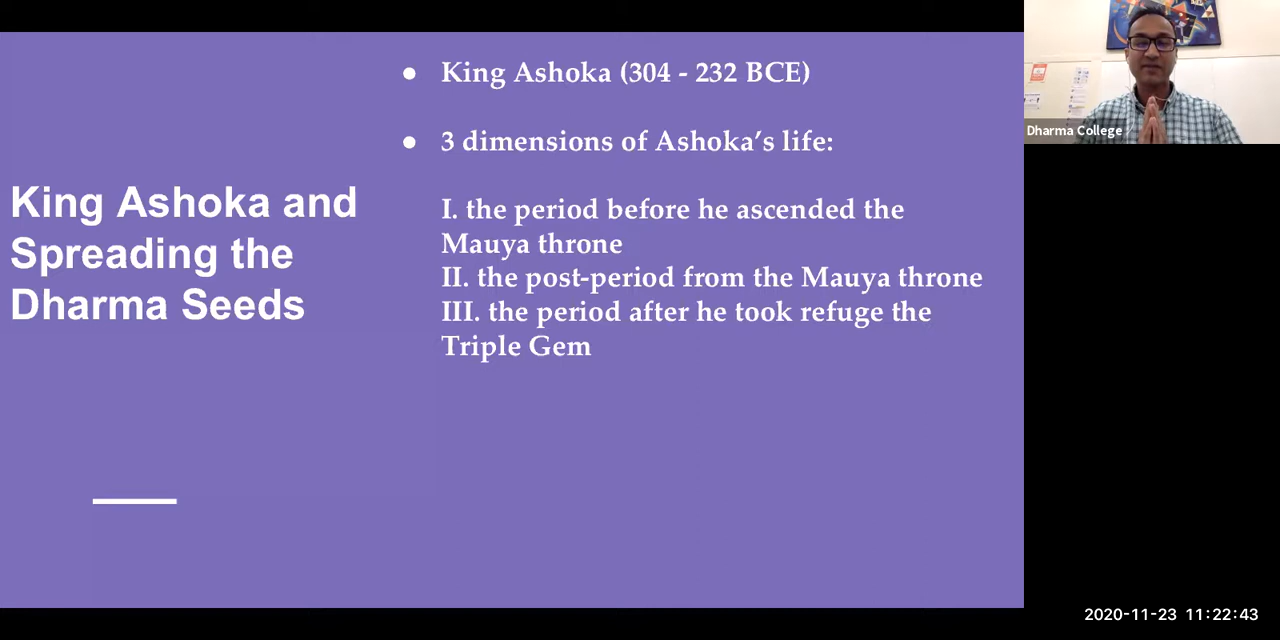 King Ashoka and
Spreading the
Dharma Seeds
● King Ashoka (304 - 232 BCE)
● 3 dimensions of Ashoka’s life:
I. the period before he ascended the
Mauya throne
II. the post-period from the Mauya throne
III. the period after he took refuge the
Triple Gem
Dharma College
2020-11-23 11:22:43